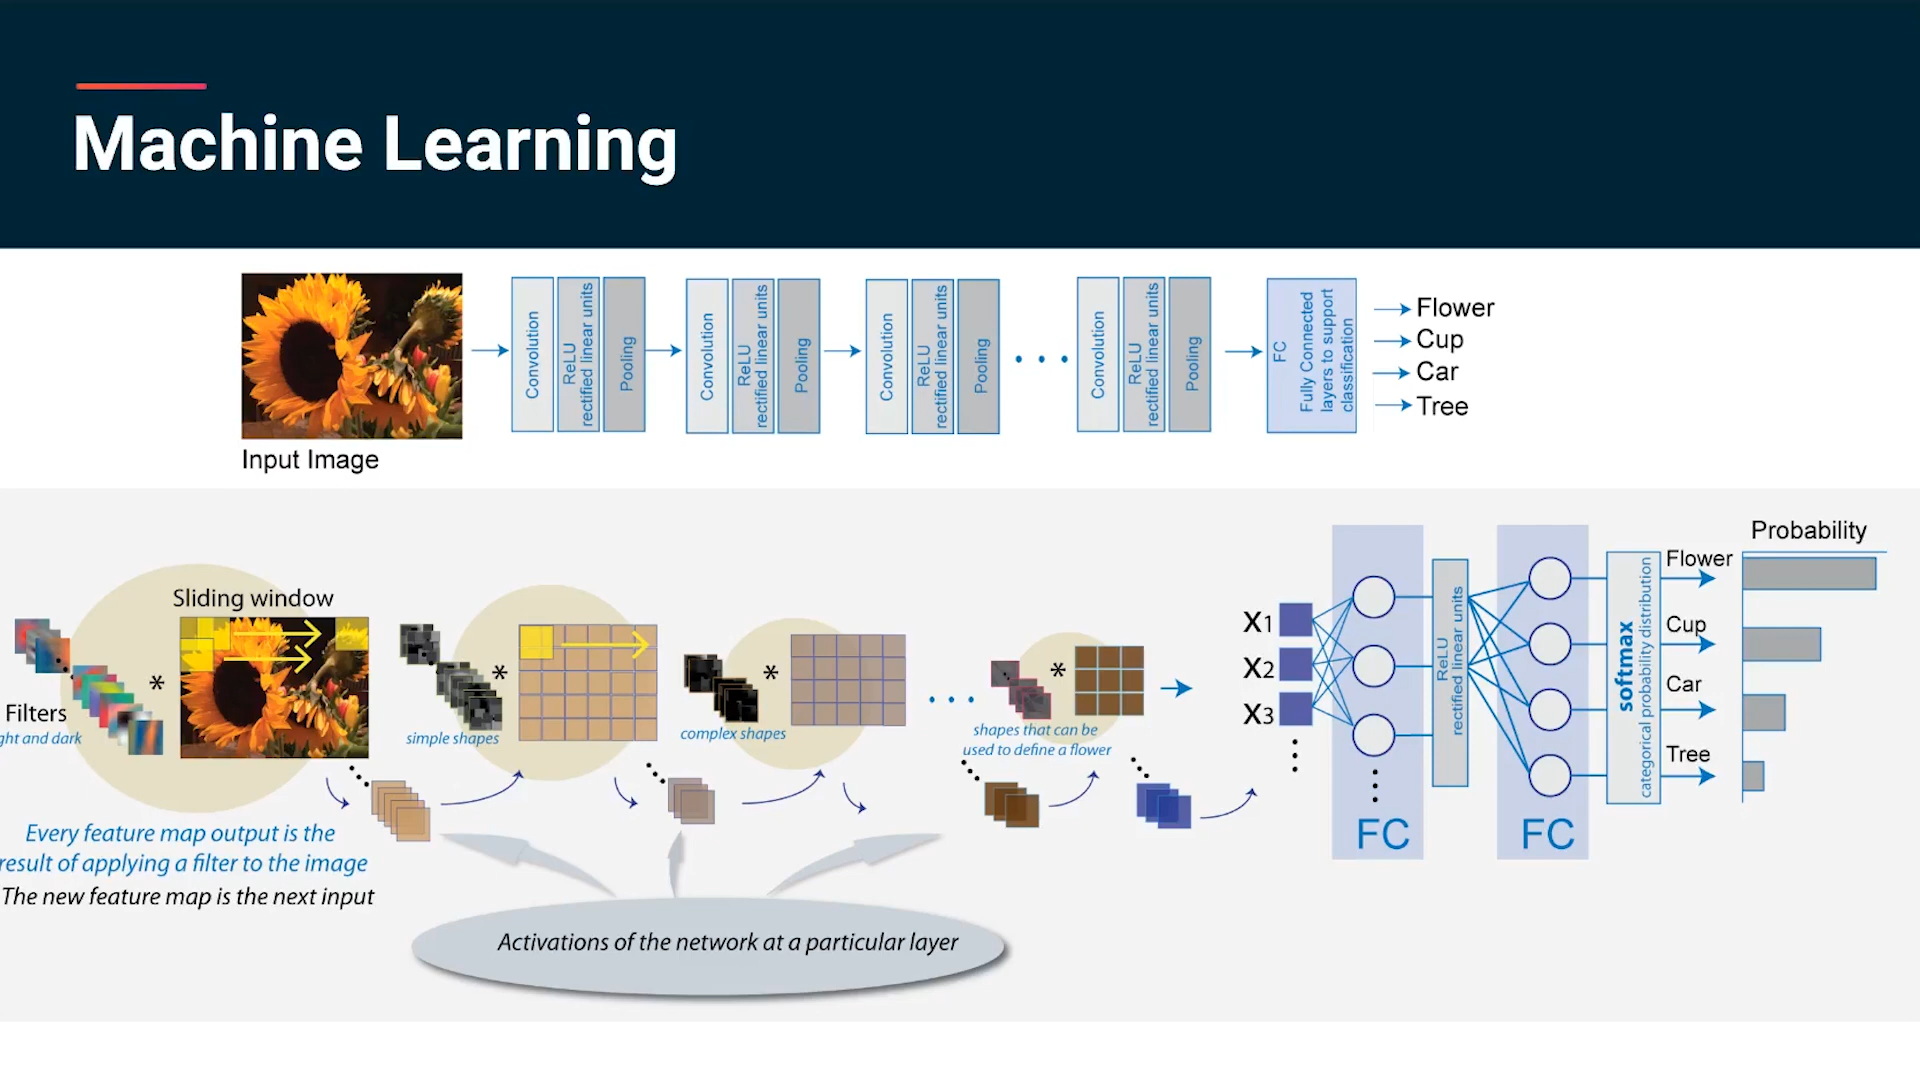 Machine Learning
Convolution
ReLU
rectified linear units
Pooling
Convolution
ReLU
rectified linear units
Pooling
Convolution
ReLU
rectified linear units
Pooling
Convolution
ReLU
rectified linear units
Pooling
FC
Fully Connected
layers to support
classification
Flower
Cup
Car
Tree
Input Image
Sliding window
Filters
ght and dark
*
simple shapes
*
complex shapes
*
shapes that can be
used to define a flower
*
X1
X2
X3
FC
ReLU
rectified linear units
FC
softmax
categorical probability distribution
Probability
Flower
Cup
Car
Tree
Every feature map output is the
result of applying a filter to the image
The new feature map is the next input
Activations of the network at a particular layer